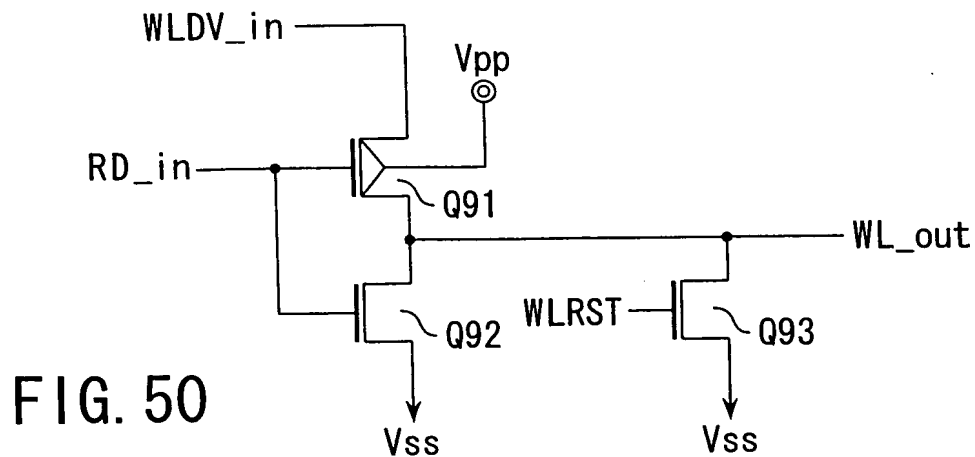 WLDV_in
Vpp
RD_in
Q91
WL_out
WLRST
Q92
Q93
FIG. 50
Vss
Vss